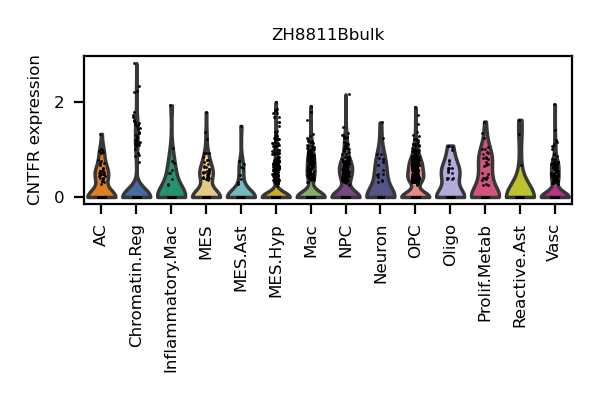 ZH8811Bbulk
CNTFR expression
2
0
AC
Chromatin.Reg
Inflammatory.Mac
MES
MES.Ast
MES.Hyp
Mac
NPC
Neuron
OPC
Oligo
Prolif.Metab
Reactive.Ast
Vasc